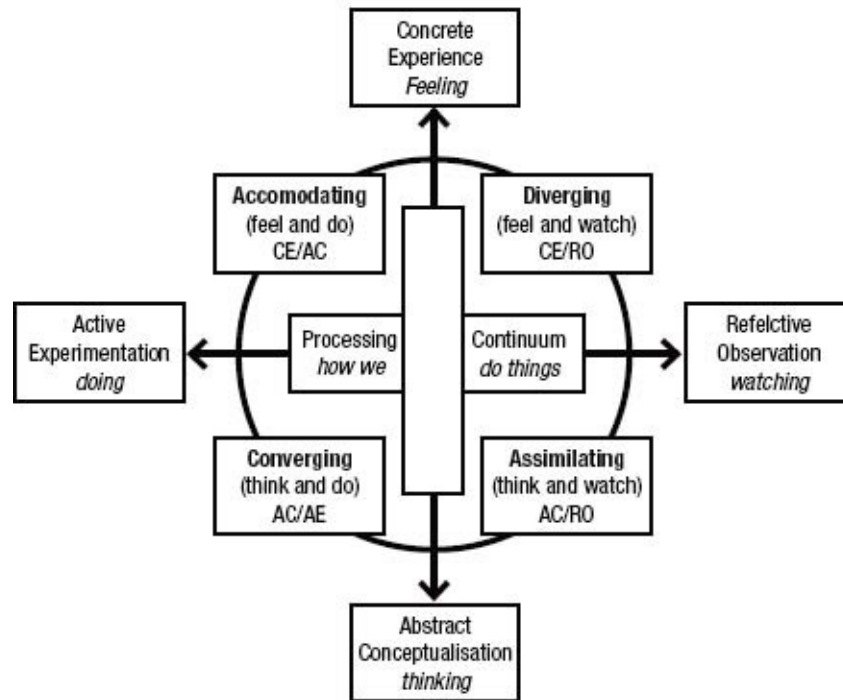 Concrete
Experience
Feeling
Accomodating
(feel and do)
CE/AC
Diverging
(feel and watch)
CE/RO
Active
Experimentation
doing
Processing
how we
Continuum
do things
Refelctive
Observation
watching
Converging
(think and do)
AC/AE
Assimilating
(think and watch)
AC/RO
Abstract
Conceptualisation
thinking